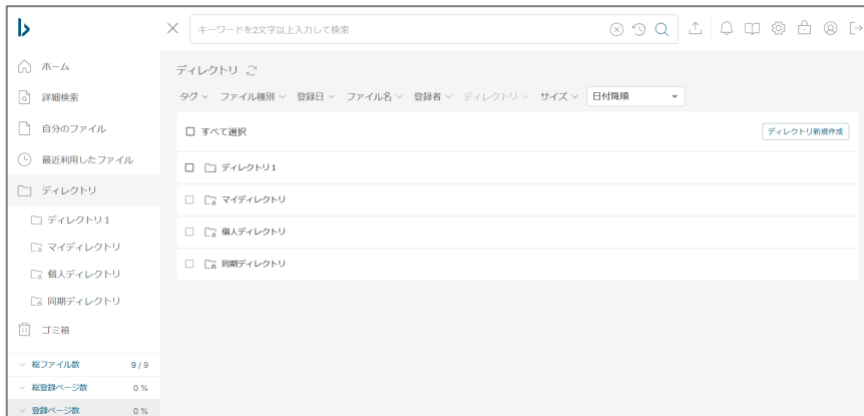 キーワードを2文字以上入力して検索
ホーム
詳細検索
自分のファイル
最近利用したファイル
ディレクトリ
ディレクトリ1
マイディレクトリ
個人ディレクトリ
同期ディレクトリ
ゴミ箱
総ファイル数 9 / 9
総登録ページ数 0 %
登録ページ数 0 %
ディレクトリ
タグ ファイル種別 登録日 ファイル名 登録者 ディレクトリ サイズ 日付降順
すべて選択 ディレクトリ新規作成
ディレクトリ1
マイディレクトリ
個人ディレクトリ
同期ディレクトリ